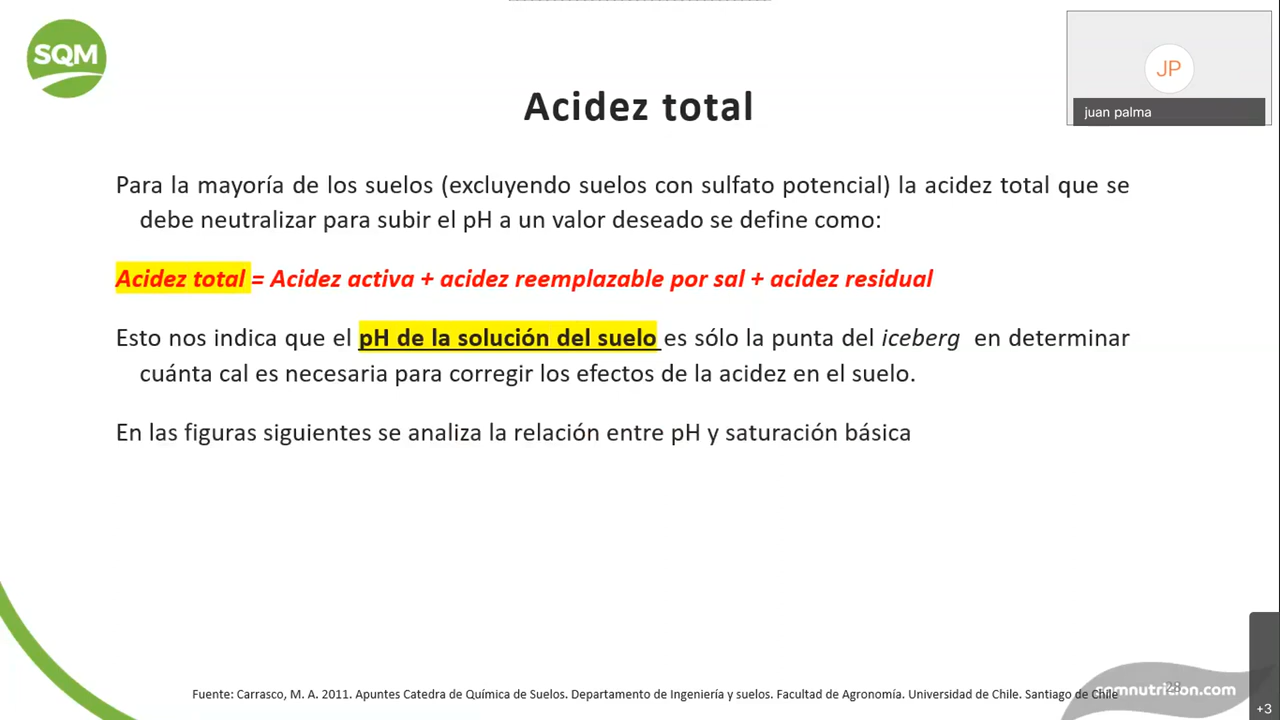 SQM
JP
juan palma
Acidez total
Para la mayoría de los suelos (excluyendo suelos con sulfato potencial) la acidez total que se
debe neutralizar para subir el pH a un valor deseado se define como:
Acidez total = Acidez activa + acidez reemplazable por sal + acidez residual
Esto nos indica que el pH de la solución del suelo es sólo la punta del iceberg en determinar
cuánta cal es necesaria para corregir los efectos de la acidez en el suelo.
En las figuras siguientes se analiza la relación entre pH y saturación básica
Fuente: Carrasco, M. A. 2011. Apuntes Catedra de Química de Suelos. Departamento de Ingeniería y suelos. Facultad de Agronomía. Universidad de Chile. Santiago de Chile
sqmnutrition.com
+3